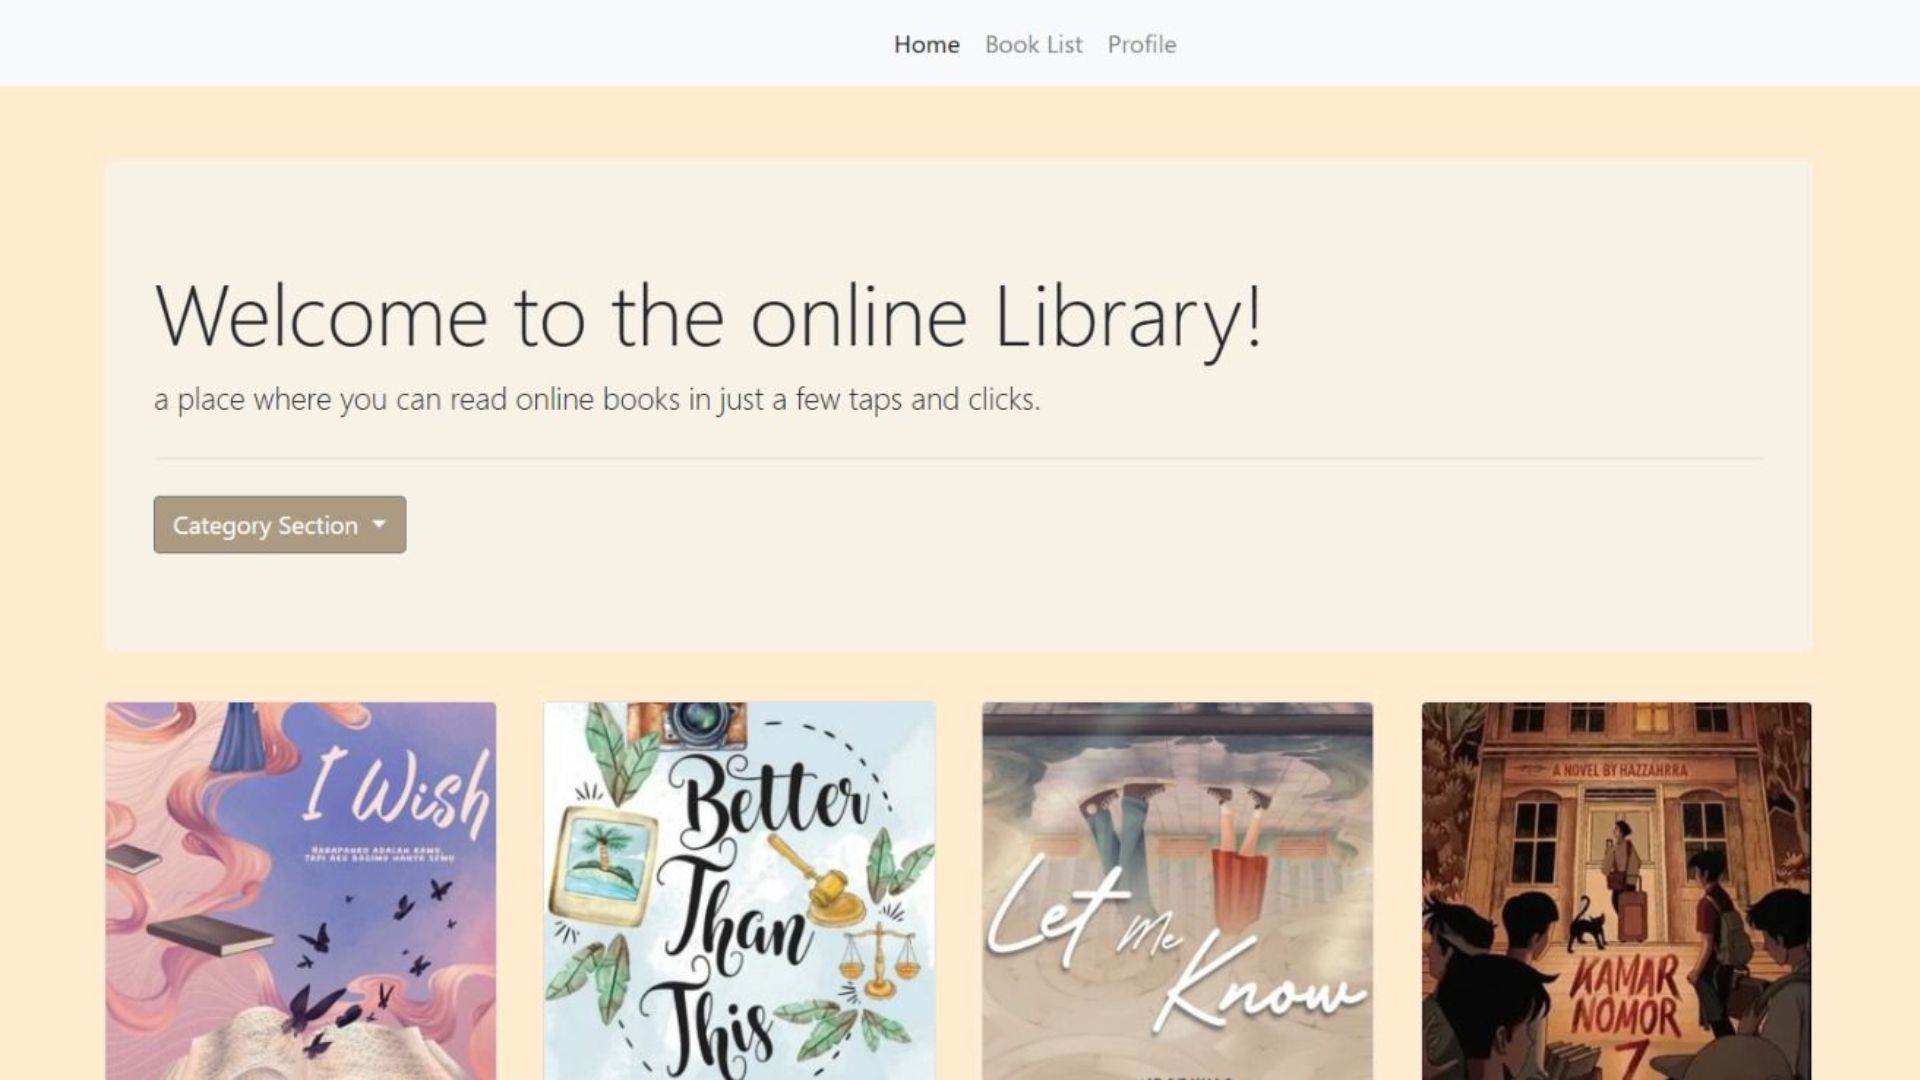 Home Book List Profile
Welcome to the online Library!
a place where you can read online books in just a few taps and clicks.
Category Section
I Wish
HARAPANKU ADALAH KAMU,
TAPI AKU BAGIMU HANYA SEMU
Better
Than
This
Let Me
Know
A NOVEL BY HAZZAHRRA
KAMAR
NOMOR
7